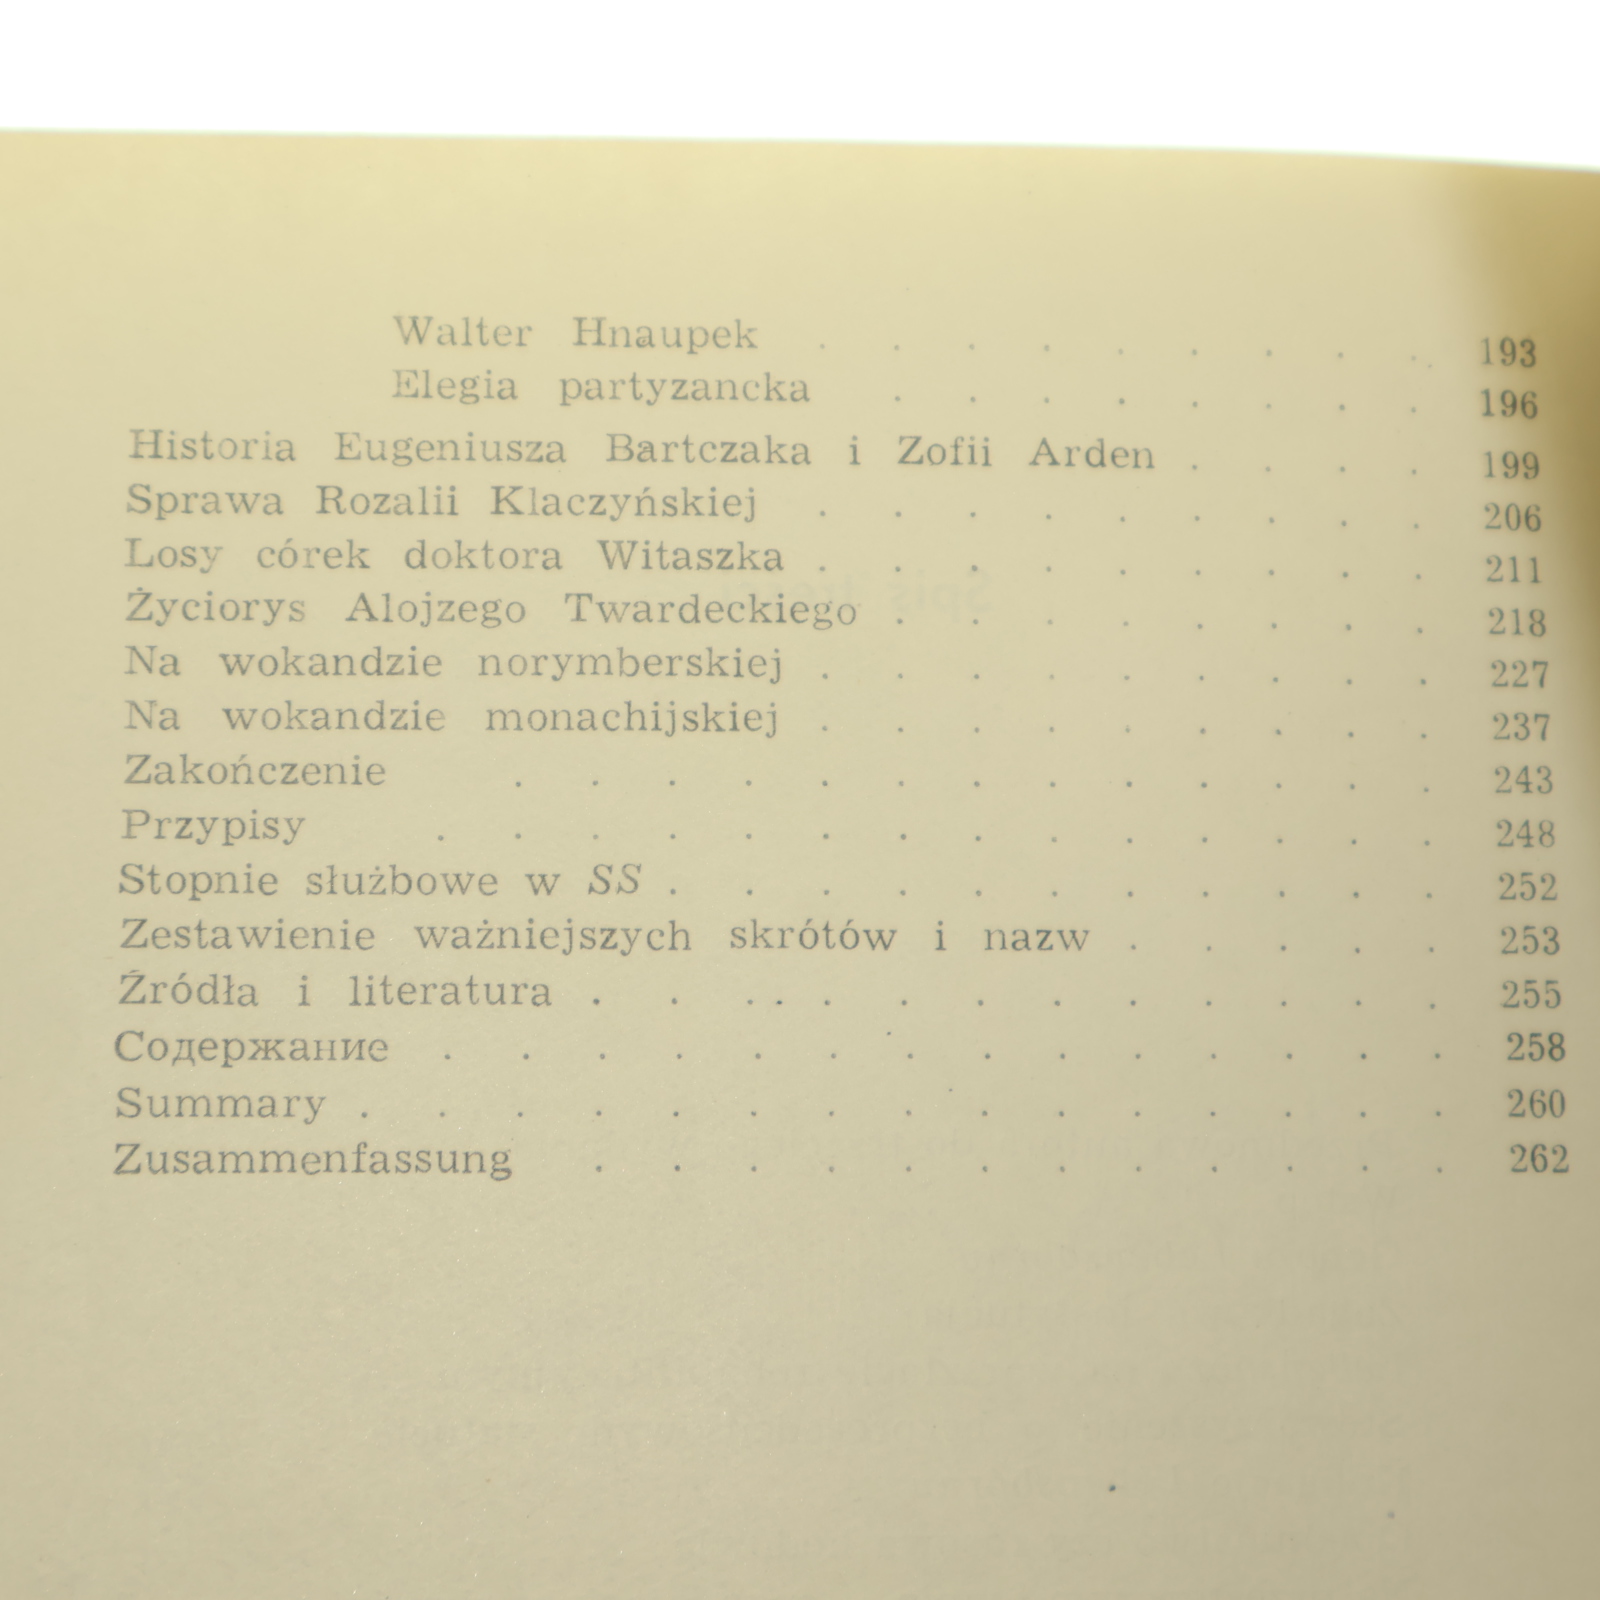 Walter Hnaupek . . . . . . . . . 193
Elegia partyzancka . . . . . . . . 196
Historia Eugeniusza Bartczaka i Zofii Arden . . . . 199
Sprawa Rozalii Klaczyńskiej . . . . . . . . . 206
Losy córek doktora Witaszka . . . . . . . . . 211
Życiorys Alojzego Twardeckiego . . . . . . . . 218
Na wokandzie norymberskiej . . . . . . . . . 227
Na wokandzie monachijskiej . . . . . . . . . 237
Zakończenie . . . . . . . . . . . . . 243
Przypisy . . . . . . . . . . . . . . 248
Stopnie służbowe w SS . . . . . . . . . . . 252
Zestawienie ważniejszych skrótów i nazw . . . . . 253
Źródła i literatura . . . . . . . . . . . . . 255
Содержание . . . . . . . . . . . . . . 258
Summary . . . . . . . . . . . . . . . 260
Zusammenfassung . . . . . . . . . . . . 262